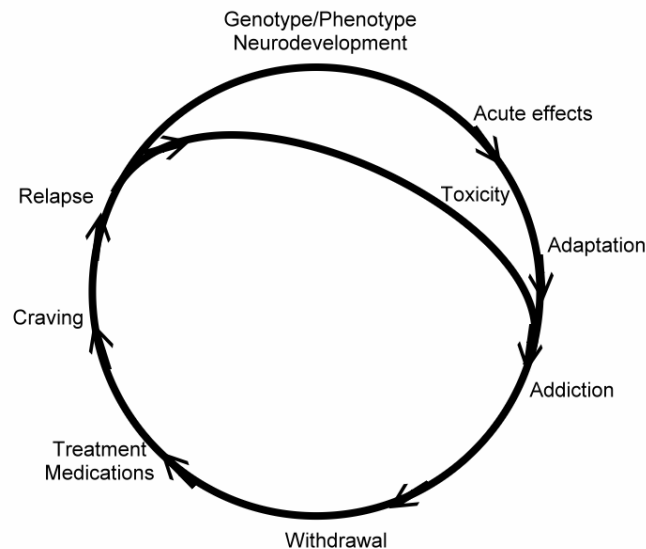 Genotype/Phenotype
Neurodevelopment
Acute effects
Toxicity
Adaptation
Addiction
Withdrawal
Treatment
Medications
Craving
Relapse